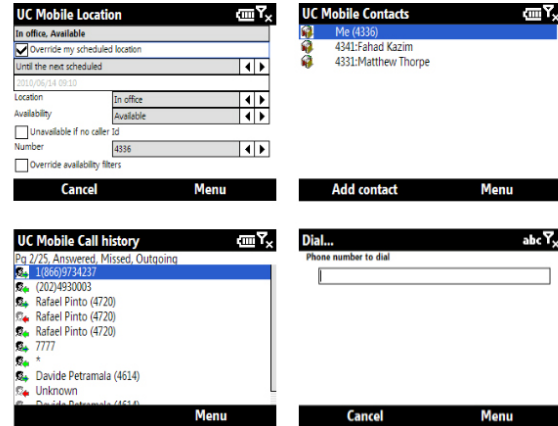 UC Mobile Location
In office, Available
Override my scheduled location
Until the next scheduled
2010/06/14 09:10
Location In office
Availability Available
Unavailable if no caller Id
Number 4336
Override availability filters
Cancel Menu
UC Mobile Contacts
Me (4336)
4341:Fahad Kazim
4331:Matthew Thorpe
Add contact Menu
UC Mobile Call history
Pg 2/25, Answered, Missed, Outgoing
1(866)9734237
(202)4930003
Rafael Pinto (4720)
Rafael Pinto (4720)
Rafael Pinto (4720)
7777
*
Davide Petramala (4614)
Unknown
Davide Petramala (4614)
Menu
Dial... abc
Phone number to dial
Cancel Menu